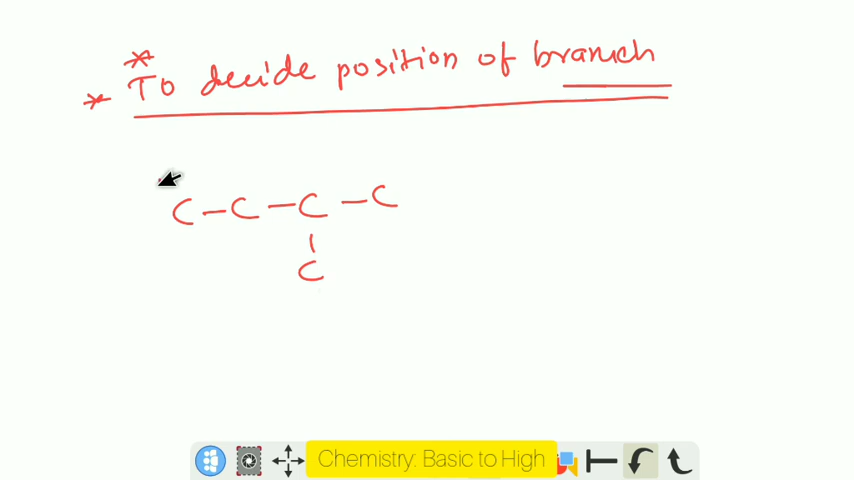 * To decide position of branch
C - C - C - C
|
C
Chemistry: Basic to High